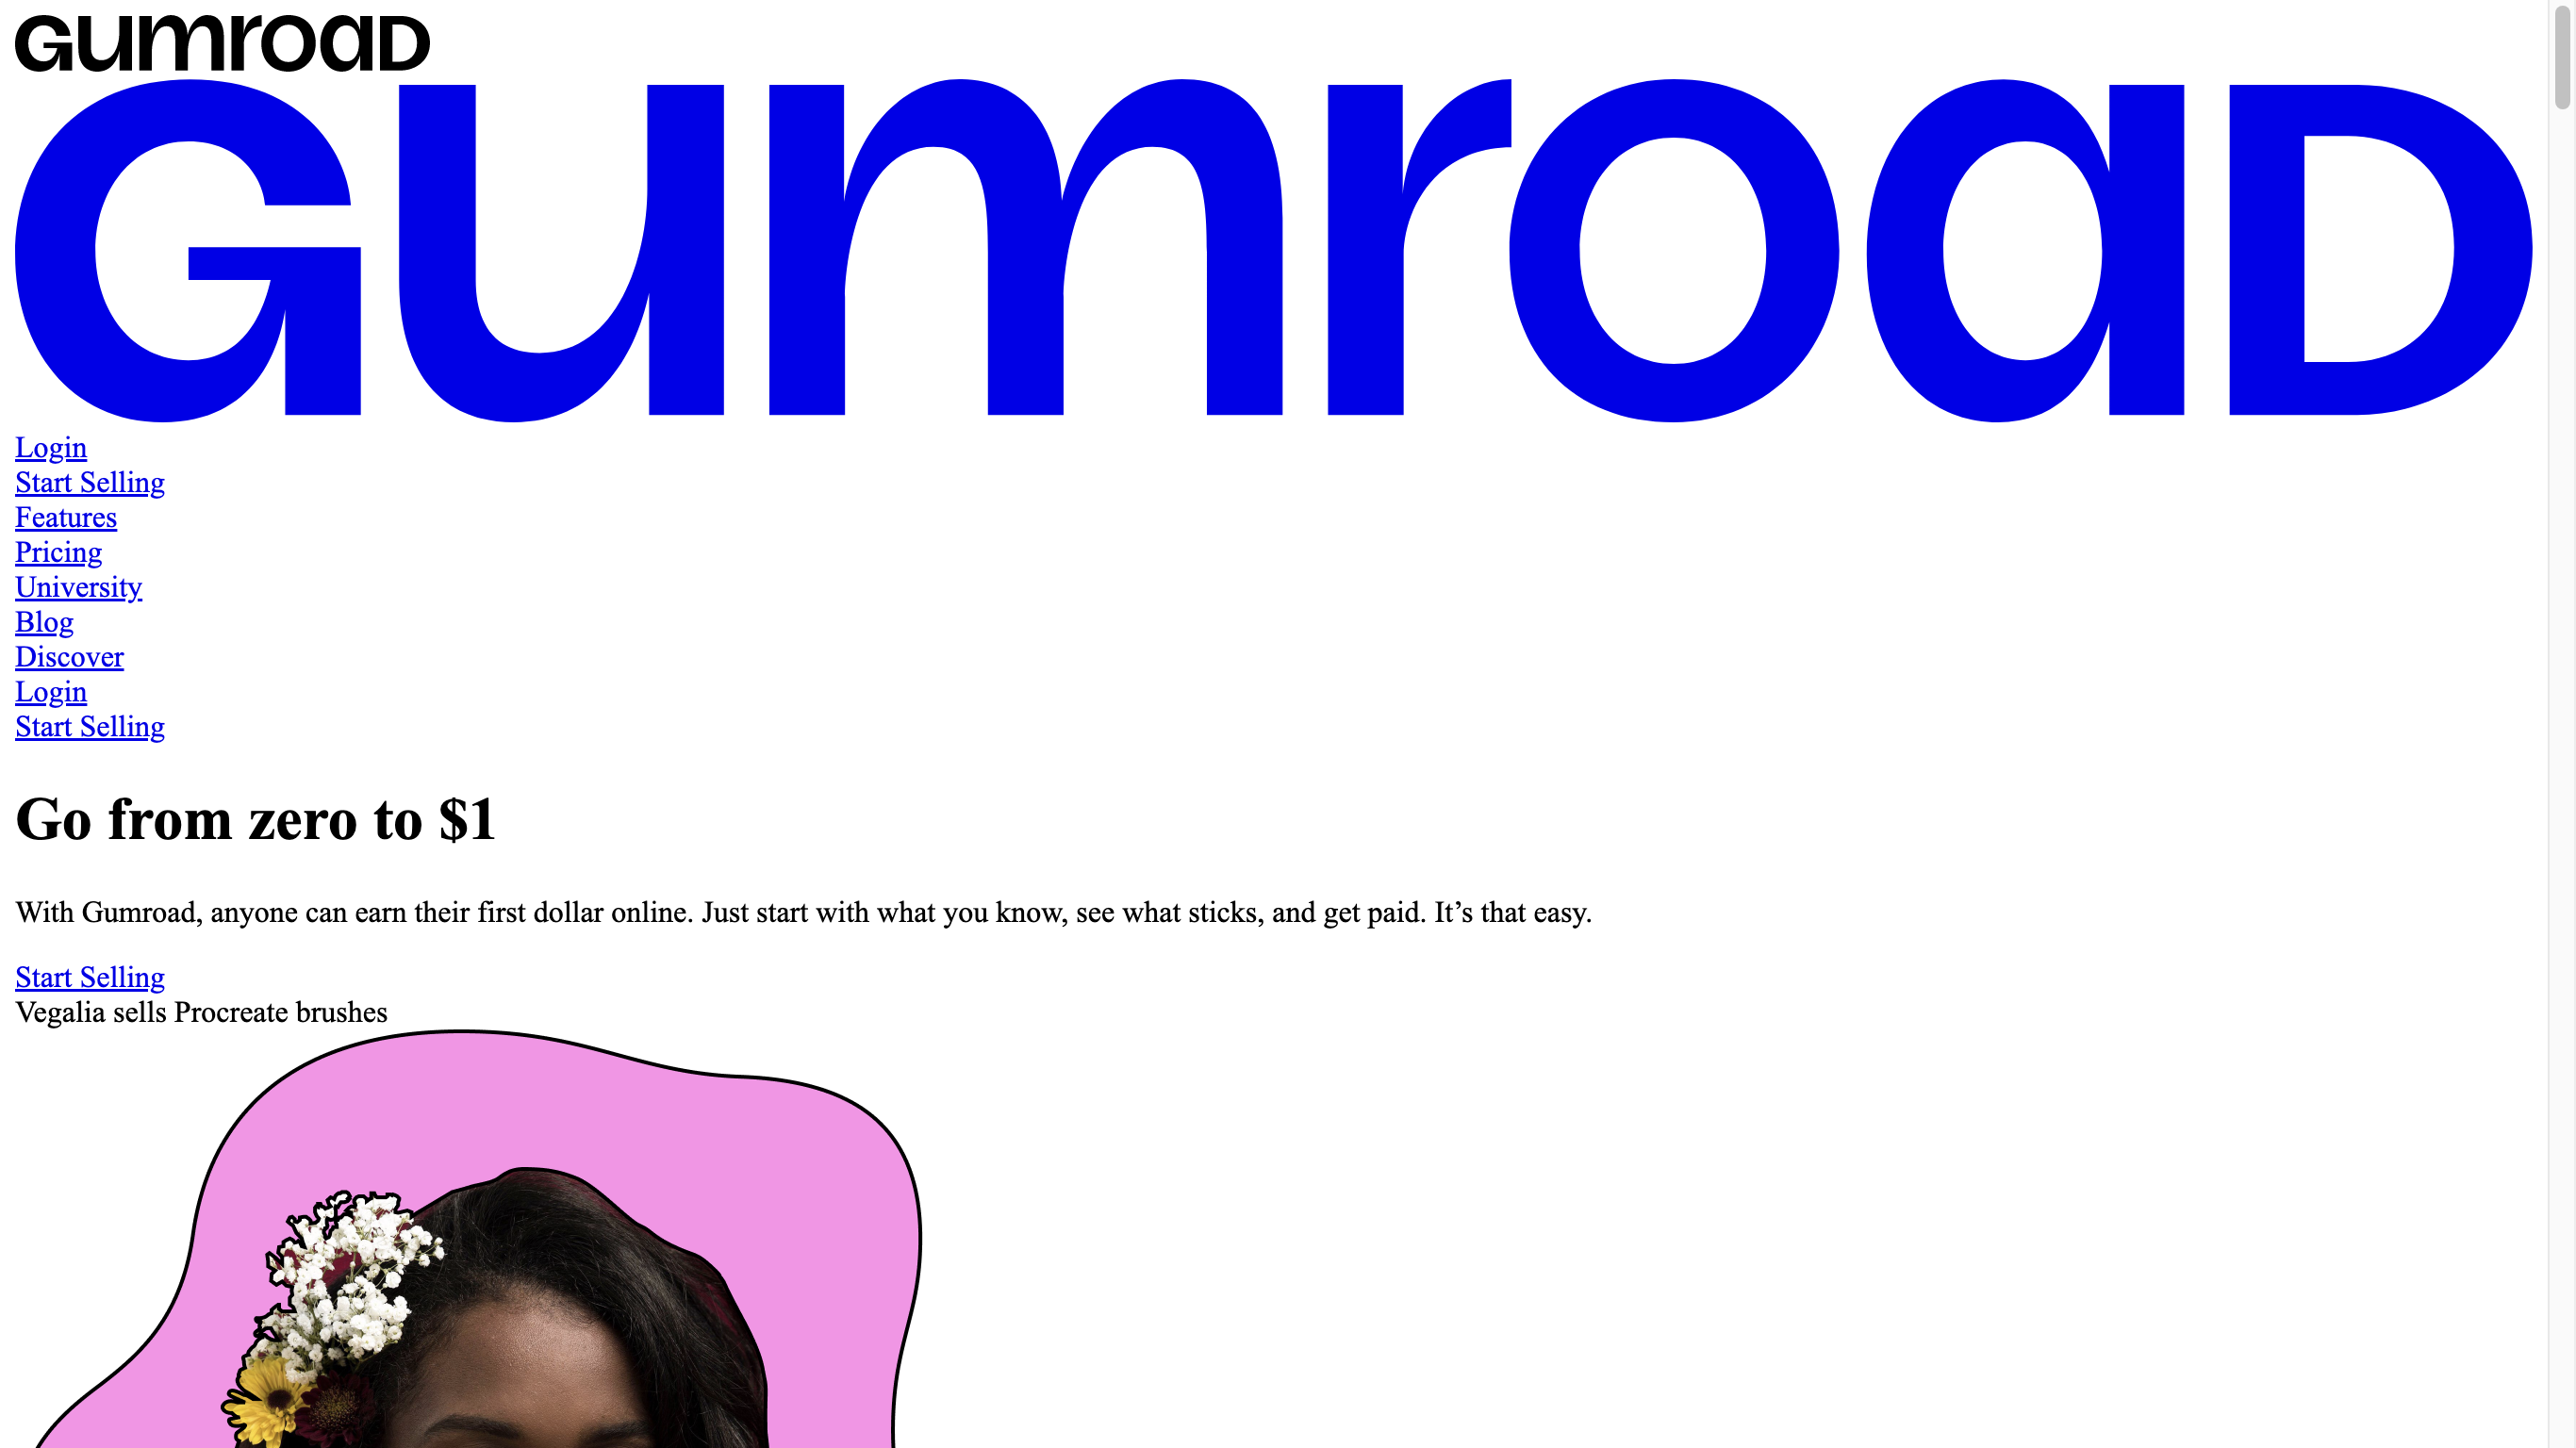 Gumroad
Gumroad
Login
Start Selling
Features
Pricing
University
Blog
Discover
Login
Start Selling
Go from zero to $1
With Gumroad, anyone can earn their first dollar online. Just start with what you know, see what sticks, and get paid. It’s that easy.
Start Selling
Vegalia sells Procreate brushes